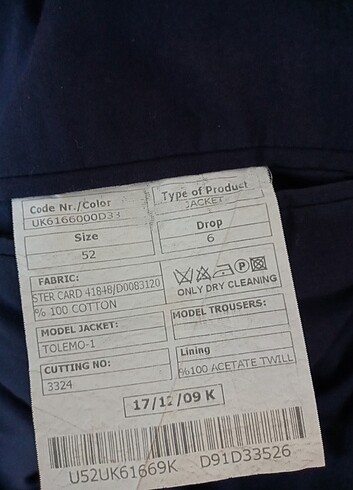 Code Nr./Color
UK6166000D33
Type of Product
JACKET
Size
52
Drop
6
FABRIC:
STER CARD 41848/D0083120
% 100 COTTON
P
ONLY DRY CLEANING
MODEL JACKET:
TOLEMO-1
MODEL TROUSERS:
CUTTING NO:
3324
Lining
%100 ACETATE TWILL
/09 K
U52UK61669K D91D33526